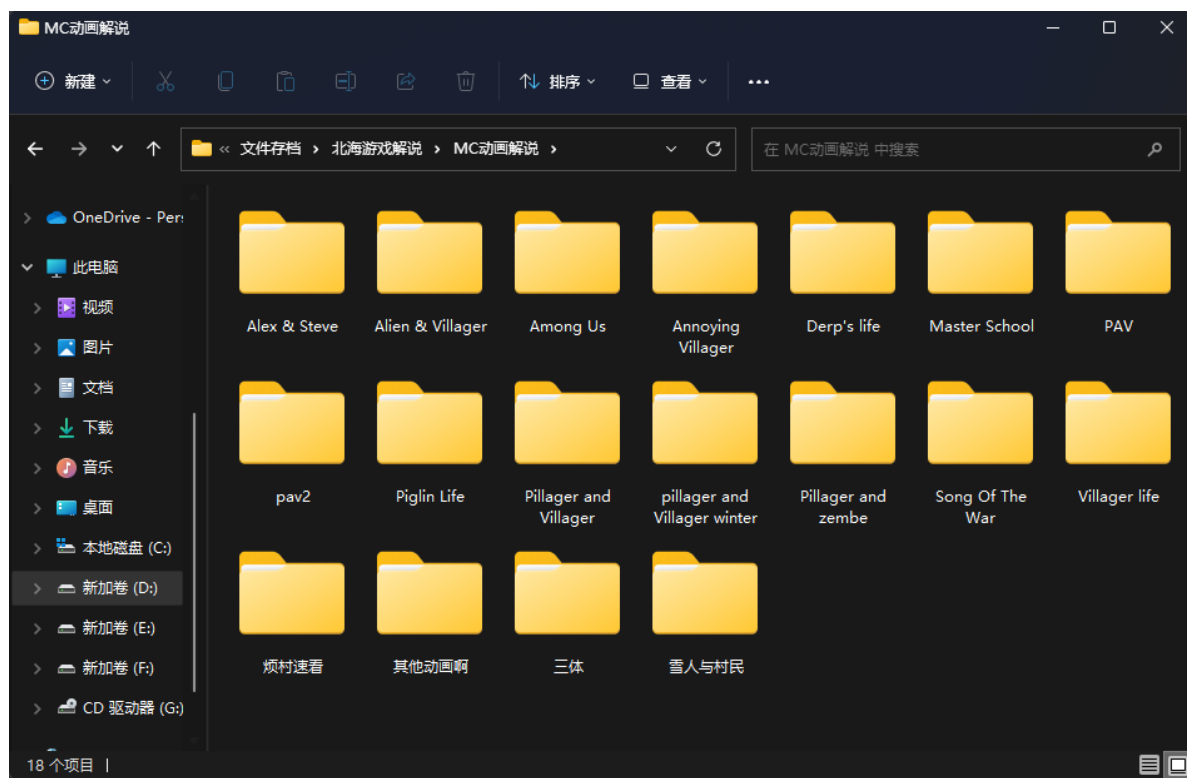 MC动画解说
新建
排序
查看
« 文件存档 › 北海游戏解说 › MC动画解说 ›
在 MC动画解说 中搜索
OneDrive - Pers
此电脑
视频
图片
文档
下载
音乐
桌面
本地磁盘 (C:)
新加卷 (D:)
新加卷 (E:)
新加卷 (F:)
CD 驱动器 (G:)
Alex & Steve
Alien & Villager
Among Us
Annoying
Villager
Derp's life
Master School
PAV
pav2
Piglin Life
Pillager and
Villager
pillager and
Villager winter
Pillager and
zembe
Song Of The
War
Villager life
烦村速看
其他动画啊
三体
雪人与村民
18 个项目